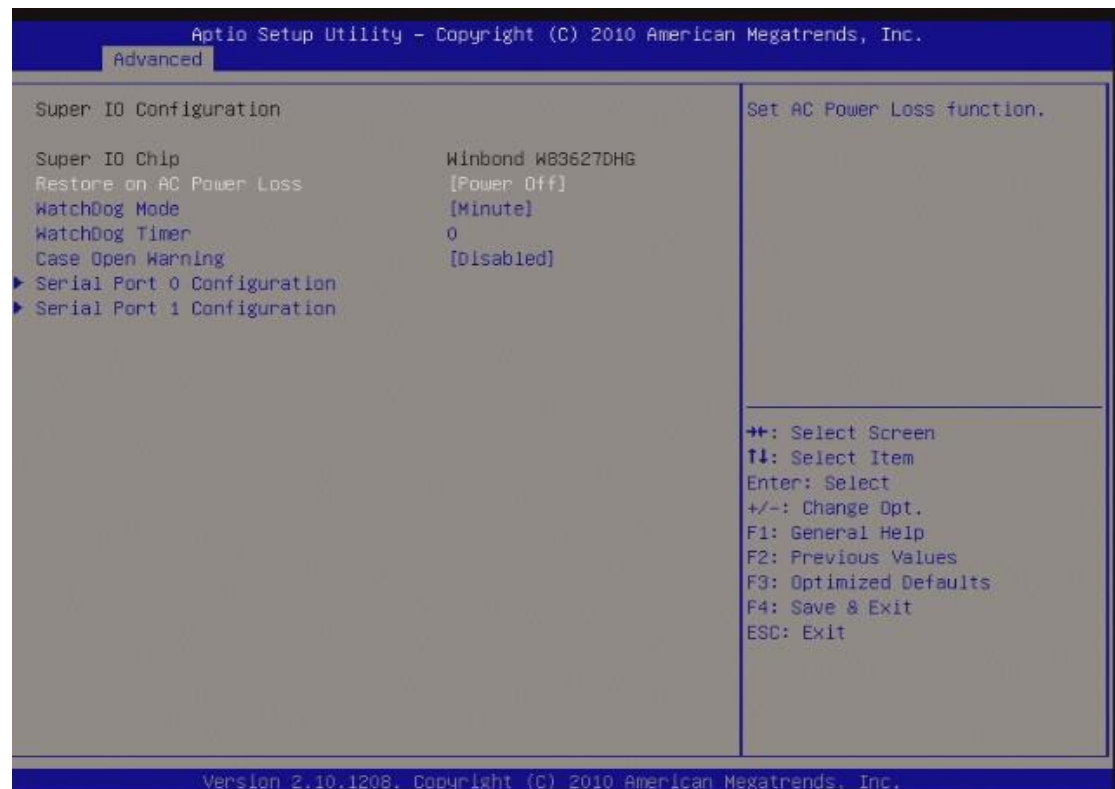 Aptio Setup Utility – Copyright (C) 2010 American Megatrends, Inc.
Advanced
Super IO Configuration
Super IO Chip Winbond W83627DHG
Restore on AC Power Loss [Power Off]
WatchDog Mode [Minute]
WatchDog Timer 0
Case Open Warning [Disabled]
Serial Port 0 Configuration
Serial Port 1 Configuration
Set AC Power Loss function.
→←: Select Screen
↑↓: Select Item
Enter: Select
+/-: Change Opt.
F1: General Help
F2: Previous Values
F3: Optimized Defaults
F4: Save & Exit
ESC: Exit
Version 2.10.1208. Copyright (C) 2010 American Megatrends, Inc.